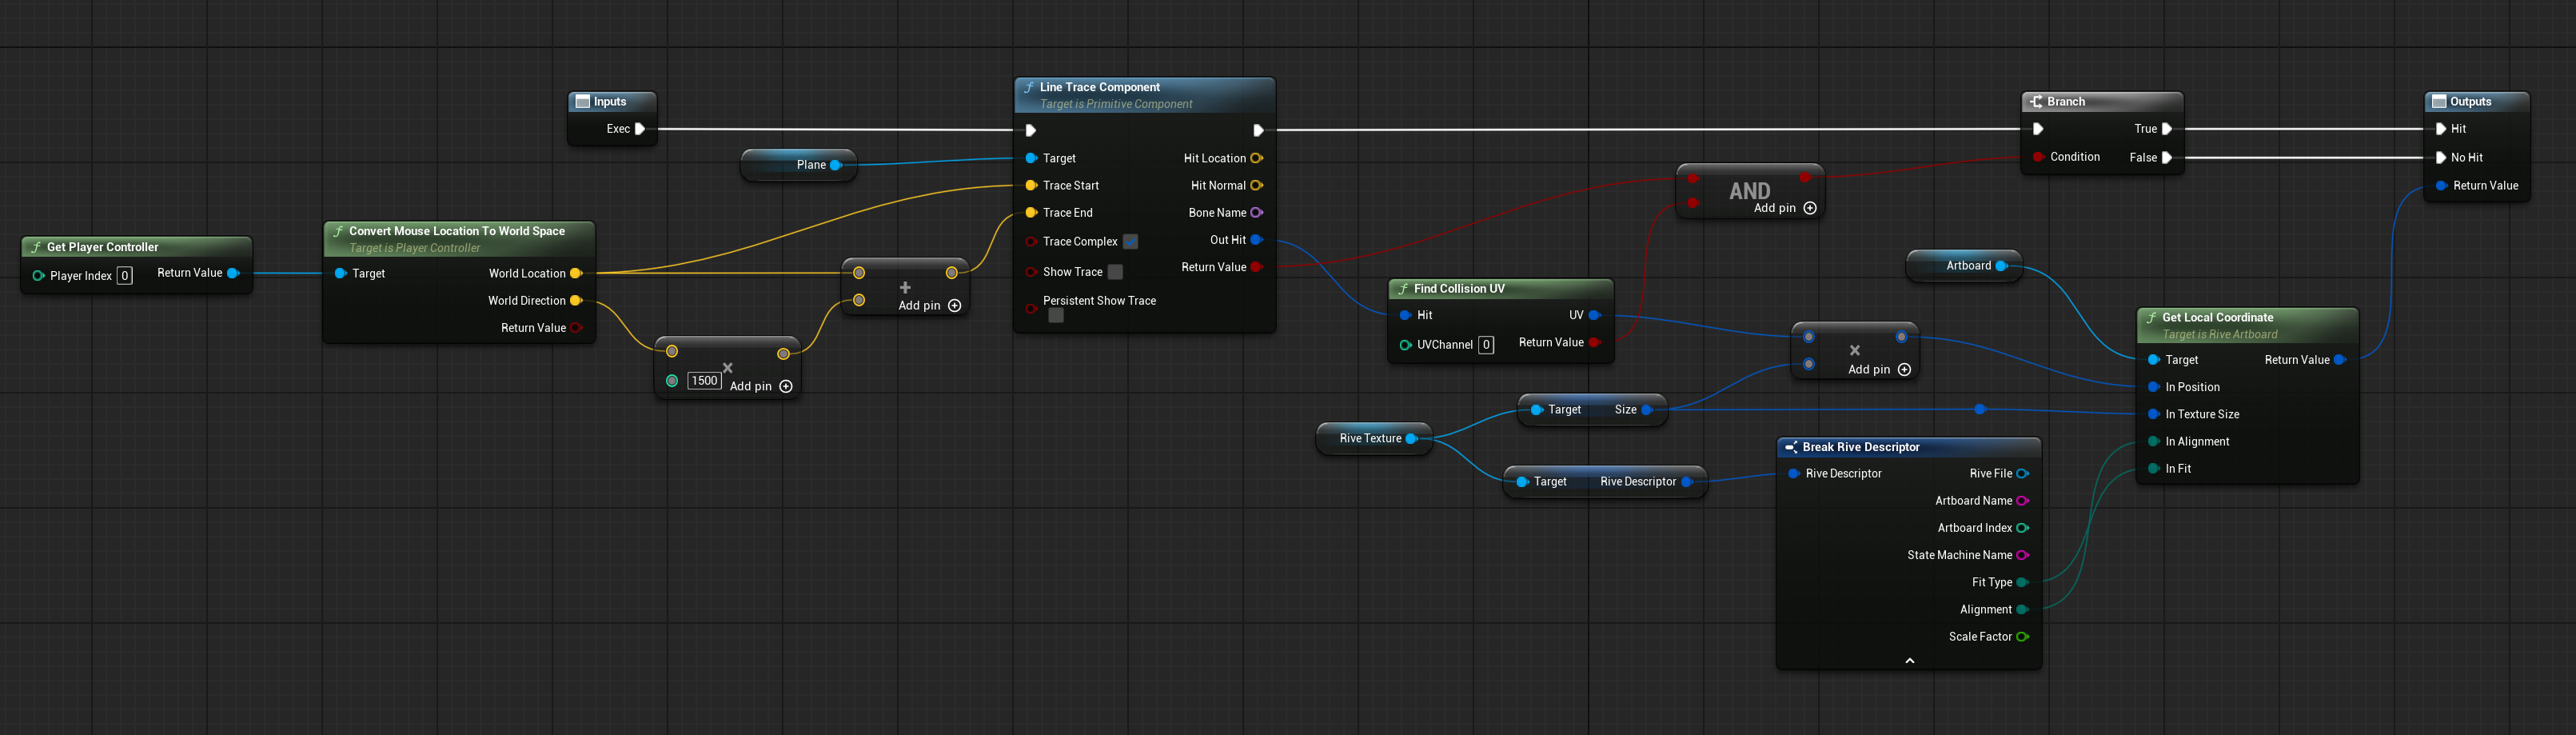 Get Player Controller
Player Index 0
Return Value
Convert Mouse Location To World Space
Target is Player Controller
Target
World Location
World Direction
Return Value
Inputs
Exec
Plane
1500
Add pin
Add pin
Line Trace Component
Target is Primitive Component
Target
Hit Location
Trace Start
Hit Normal
Trace End
Bone Name
Trace Complex
Out Hit
Return Value
Show Trace
Persistent Show Trace
Find Collision UV
Hit
UV
UVChannel 0
Return Value
AND
Add pin
Rive Texture
Target
Size
Target
Rive Descriptor
Add pin
Break Rive Descriptor
Rive Descriptor
Rive File
Artboard Name
Artboard Index
State Machine Name
Fit Type
Alignment
Scale Factor
Artboard
Branch
True
Condition
False
Get Local Coordinate
Target is Rive Artboard
Target
Return Value
In Position
In Texture Size
In Alignment
In Fit
Outputs
Hit
No Hit
Return Value